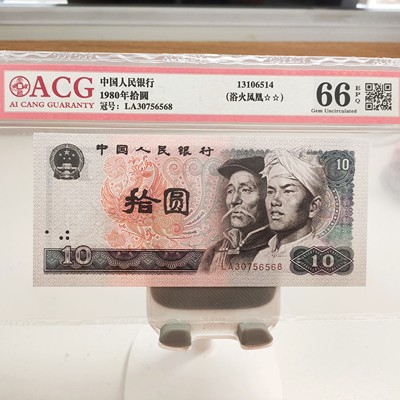 ACG
AI CANG GUARANTY
中国人民银行
1980年拾圆
冠号：LA30756568
13106514
(浴火凤凰☆☆)
66 EPQ
Gem Uncirculated
中国人民银行
10
拾圆
LA30756568
10
10